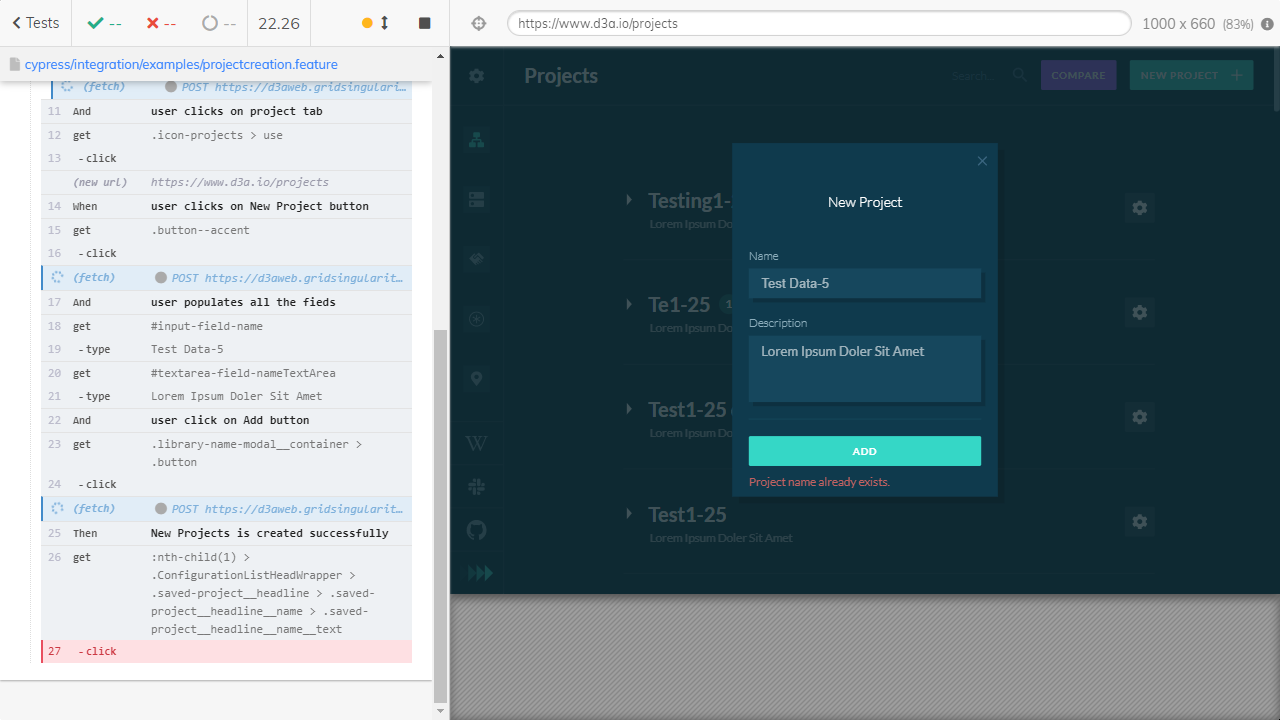 Tests
--
--
--
22.26
https://www.d3a.io/projects
1000 x 660 (83%)
cypress/integration/examples/projectcreation.feature
(fetch) POST https://d3aweb.gridsingulari…
11 And user clicks on project tab
12 get .icon-projects > use
13 - click
(new url) https://www.d3a.io/projects
14 When user clicks on New Project button
15 get .button--accent
16 - click
(fetch) POST https://d3aweb.gridsingularit…
17 And user populates all the fieds
18 get #input-field-name
19 - type Test Data-5
20 get #textarea-field-nameTextArea
21 - type Lorem Ipsum Doler Sit Amet
22 And user click on Add button
23 get .library-name-modal__container >
.button
24 - click
(fetch) POST https://d3aweb.gridsingularit…
25 Then New Projects is created successfully
26 get :nth-child(1) >
.ConfigurationListHeadWrapper >
.saved-project__headline > .saved-
project__headline__name > .saved-
project__headline__name__text
27 - click
Projects
Search...
COMPARE
NEW PROJECT +
Testing1-
Lorem Ipsum Do
Te1-25 1
Lorem Ipsum Do
Test1-25
Lorem Ipsum Do
Test1-25
Lorem Ipsum Doler Sit Amet
W
New Project
Name
Test Data-5
Description
Lorem Ipsum Doler Sit Amet
ADD
Project name already exists.